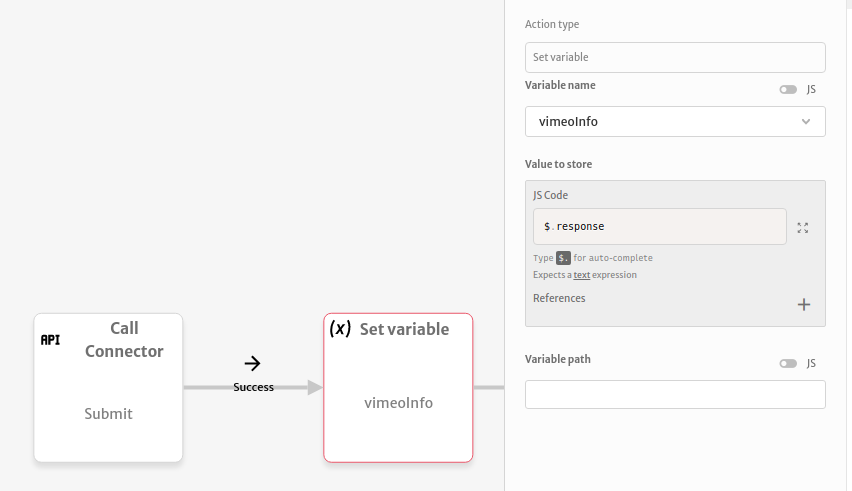 Action type
Set variable
Variable name
JS
vimeoInfo
Value to store
JS Code
$.response
Type $. for auto-complete
Expects a text expression
References
Variable path
JS
API
Call
Connector
Submit
Success
(x) Set variable
vimeoInfo